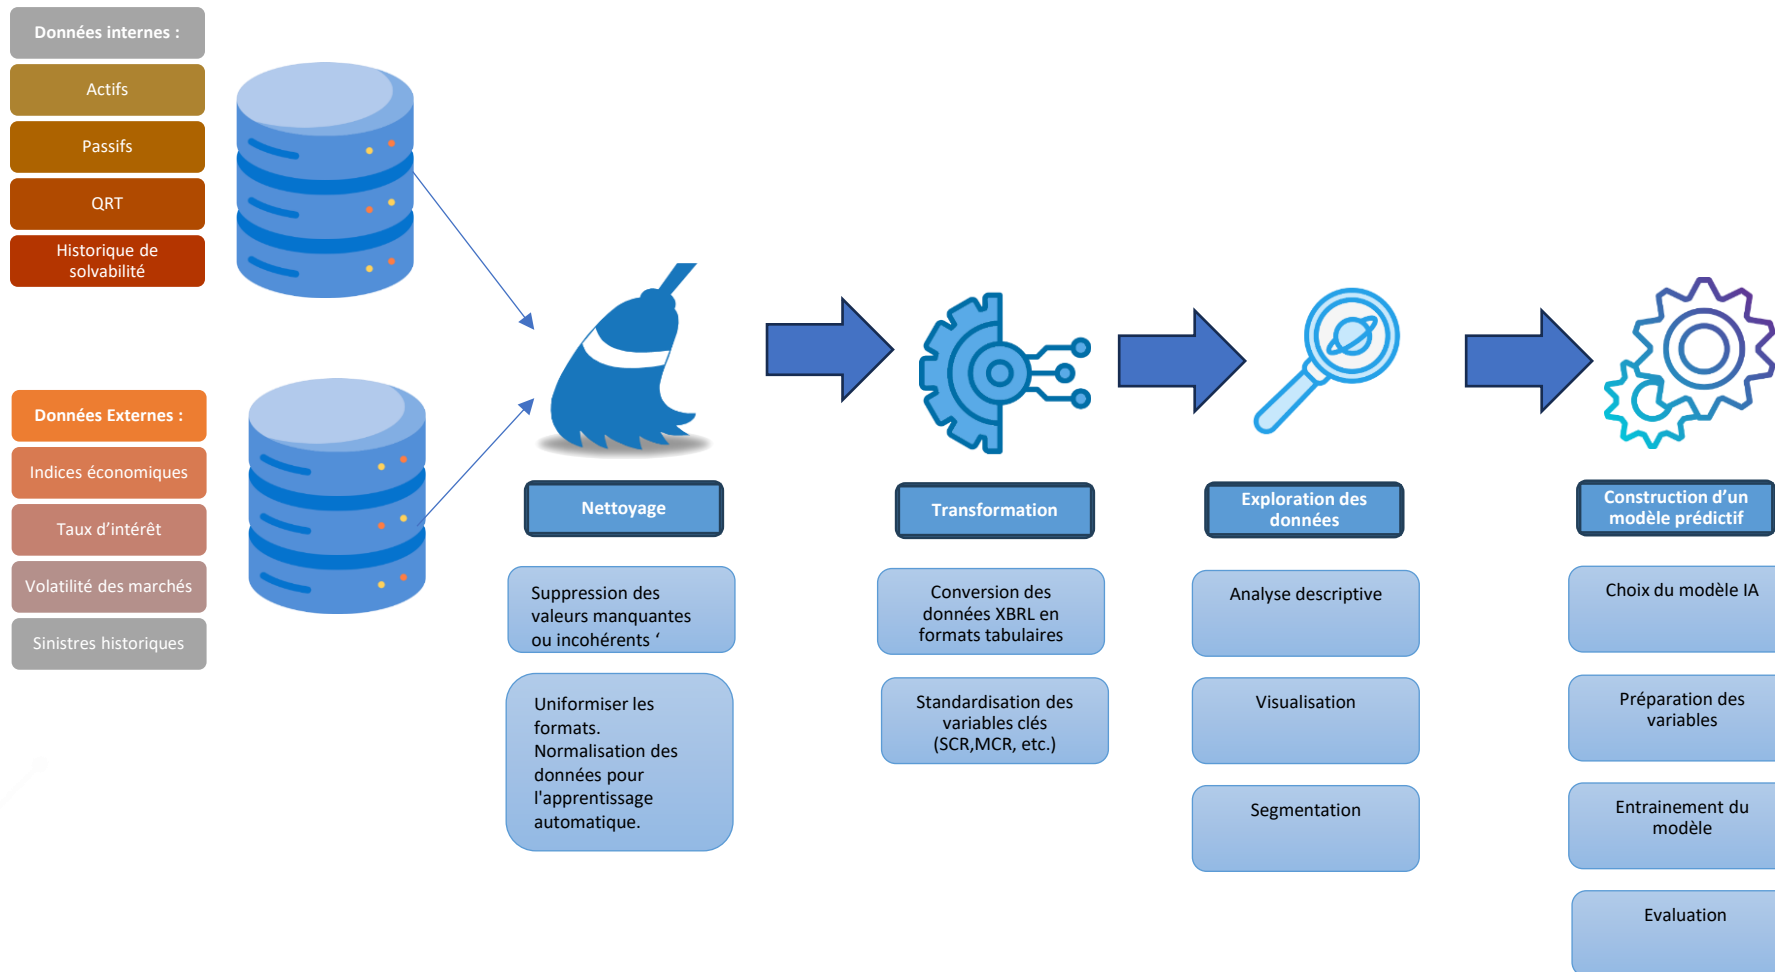 Données internes :
Actifs
Passifs
QRT
Historique de
solvabilité
Données Externes :
Indices économiques
Taux d’intérêt
Volatilité des marchés
Sinistres historiques
Nettoyage
Suppression des
valeurs manquantes
ou incohérents ‘
Uniformiser les
formats.
Normalisation des
données pour
l'apprentissage
automatique.
Transformation
Conversion des
données XBRL en
formats tabulaires
Standardisation des
variables clés
(SCR,MCR, etc.)
Exploration des
données
Analyse descriptive
Visualisation
Segmentation
Construction d’un
modèle prédictif
Choix du modèle IA
Préparation des
variables
Entrainement du
modèle
Evaluation